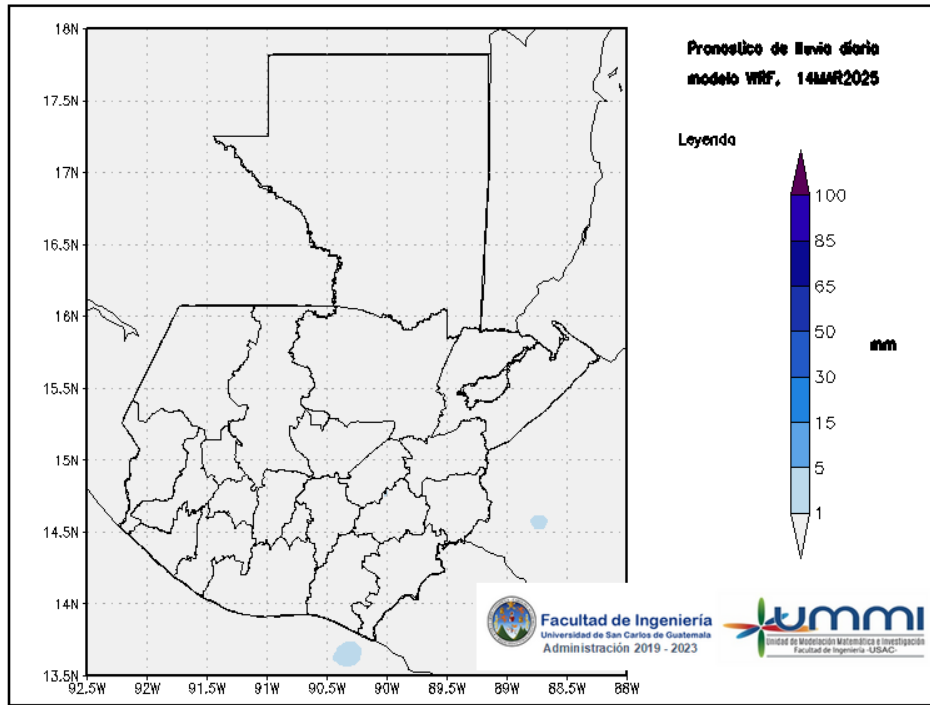 Pronostico de lluvia diaria
modelo WRF, 14MAR2025
Leyenda
100
85
65
50
30
15
5
1
mm
18N
17.5N
17N
16.5N
16N
15.5N
15N
14.5N
14N
13.5N
92.5W 92W 91.5W 91W 90.5W 90W 89.5W 89W 88.5W 88W
Facultad de Ingeniería
Universidad de San Carlos de Guatemala
Administración 2019 - 2023
ummi
Unidad de Modelación Matemática e Investigación
Facultad de Ingeniería -USAC-